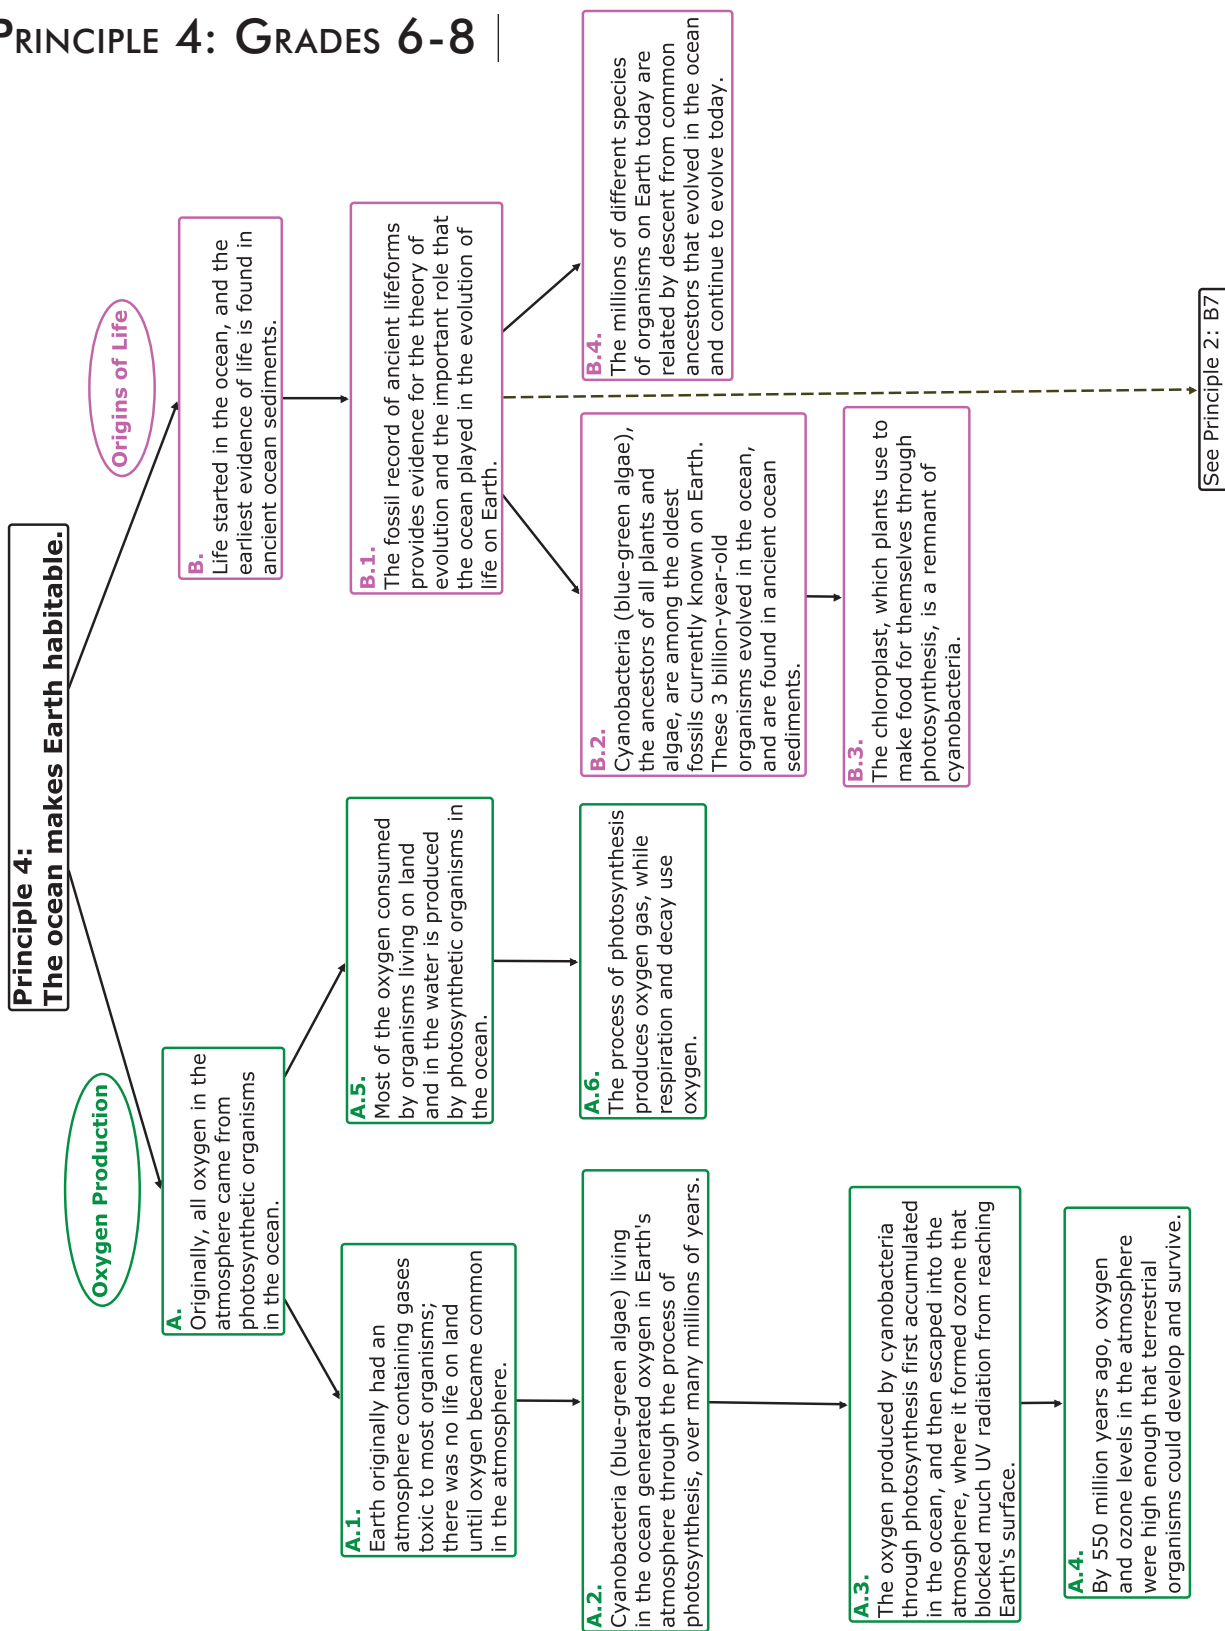 PRINCIPLE 4: GRADES 6-8
Principle 4:
The ocean makes Earth habitable.
Oxygen Production
A.
Originally, all oxygen in the
atmosphere came from
photosynthetic organisms
in the ocean.
A.1.
Earth originally had an
atmosphere containing gases
toxic to most organisms;
there was no life on land
until oxygen became common
in the atmosphere.
A.2.
Cyanobacteria (blue-green algae) living
in the ocean generated oxygen in Earth's
atmosphere through the process of
photosynthesis, over many millions of years.
A.3.
The oxygen produced by cyanobacteria
through photosynthesis first accumulated
in the ocean, and then escaped into the
atmosphere, where it formed ozone that
blocked much UV radiation from reaching
Earth's surface.
A.4.
By 550 million years ago, oxygen
and ozone levels in the atmosphere
were high enough that terrestrial
organisms could develop and survive.
A.5.
Most of the oxygen consumed
by organisms living on land
and in the water is produced
by photosynthetic organisms in
the ocean.
A.6.
The process of photosynthesis
produces oxygen gas, while
respiration and decay use
oxygen.
Origins of Life
B.
Life started in the ocean, and the
earliest evidence of life is found in
ancient ocean sediments.
B.1.
The fossil record of ancient lifeforms
provides evidence for the theory of
evolution and the important role that
the ocean played in the evolution of
life on Earth.
B.2.
Cyanobacteria (blue-green algae),
the ancestors of all plants and
algae, are among the oldest
fossils currently known on Earth.
These 3 billion-year-old
organisms evolved in the ocean,
and are found in ancient ocean
sediments.
B.3.
The chloroplast, which plants use to
make food for themselves through
photosynthesis, is a remnant of
cyanobacteria.
B.4.
The millions of different species
of organisms on Earth today are
related by descent from common
ancestors that evolved in the ocean
and continue to evolve today.
See Principle 2: B7